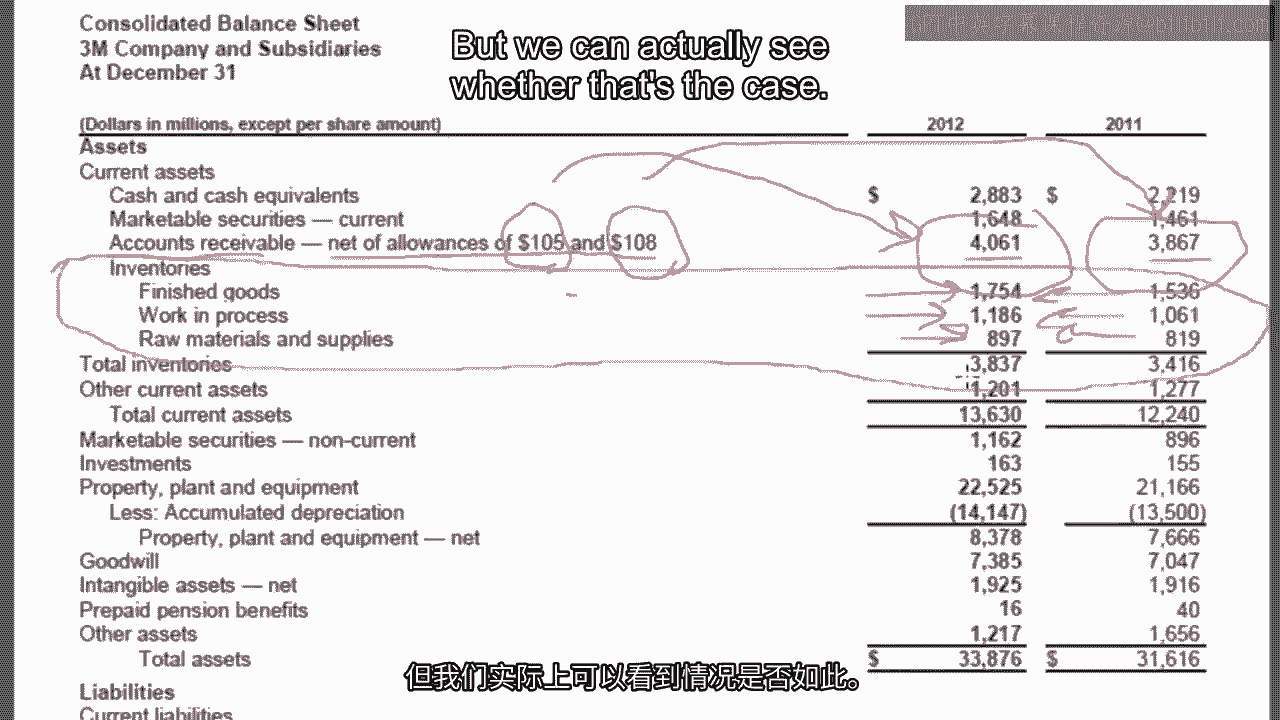 Consolidated Balance Sheet
3M Company and Subsidiaries
At December 31
But we can actually see
whether that's the case.
(Dollars in millions, except per share amount) 2012 2011
Assets
Current assets
Cash and cash equivalents $ 2,883 $ 2,219
Marketable securities — current 1,648 1,461
Accounts receivable — net of allowances of $105 and $108 4,061 3,867
Inventories
Finished goods 1,754 1,536
Work in process 1,186 1,061
Raw materials and supplies 897 819
Total inventories 3,837 3,416
Other current assets 1,201 1,277
Total current assets 13,630 12,240
Marketable securities — non-current 1,162 896
Investments 163 155
Property, plant and equipment 22,525 21,166
Less: Accumulated depreciation (14,147) (13,500)
Property, plant and equipment — net 8,378 7,666
Goodwill 7,385 7,047
Intangible assets — net 1,925 1,916
Prepaid pension benefits 16 40
Other assets 1,217 1,656
Total assets $ 33,876 $ 31,616
但我们实际上可以看到情况是否如此。
Liabilities
Current liabilities